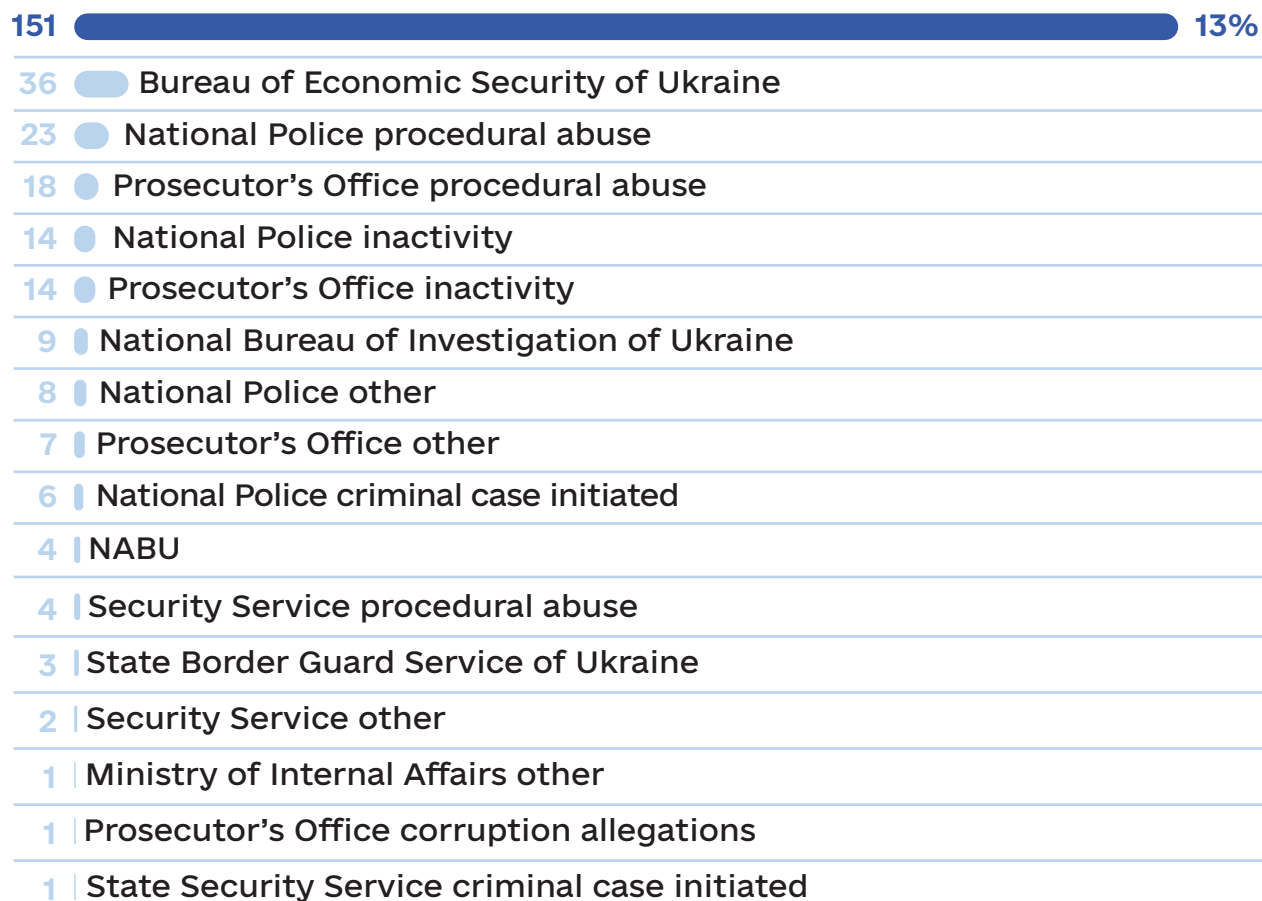 151 13%
36 Bureau of Economic Security of Ukraine
23 National Police procedural abuse
18 Prosecutor’s Office procedural abuse
14 National Police inactivity
14 Prosecutor’s Office inactivity
9 National Bureau of Investigation of Ukraine
8 National Police other
7 Prosecutor’s Office other
6 National Police criminal case initiated
4 NABU
4 Security Service procedural abuse
3 State Border Guard Service of Ukraine
2 Security Service other
1 Ministry of Internal Affairs other
1 Prosecutor’s Office corruption allegations
1 State Security Service criminal case initiated